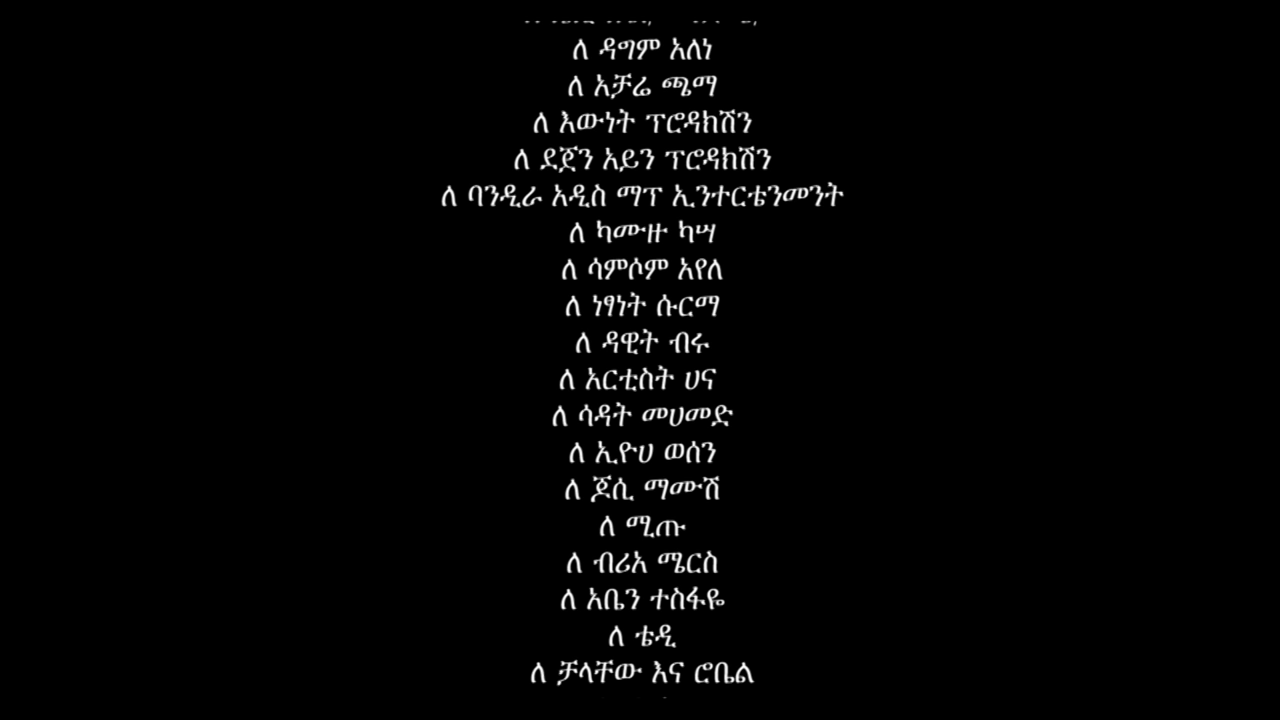 ለ ዳግም አለነ
ለ አቻሬ ጫማ
ለ እውነት ፕሮዳክሽን
ለ ደጀን አይን ፕሮዳክሽን
ለ ባንዲራ አዲስ ማፕ ኢንተርቴንመንት
ለ ካሙዙ ካሣ
ለ ሳምሶም አየለ
ለ ነፃነት ሱርማ
ለ ዳዊት ብሩ
ለ አርቲስት ሀና
ለ ሳዳት መሀመድ
ለ ኢዮሀ ወሰን
ለ ጆሲ ማሙሽ
ለ ሚጡ
ለ ብሪአ ሜርስ
ለ አቤን ተስፋዬ
ለ ቴዲ
ለ ቻላቸው እና ሮቤል